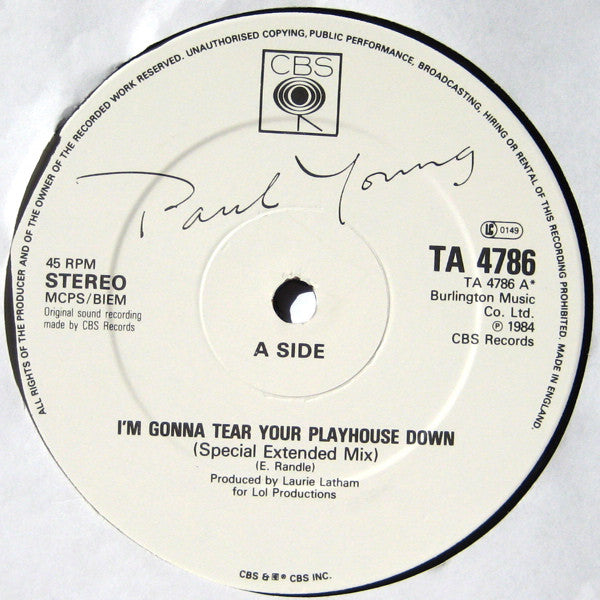 ALL RIGHTS OF THE PRODUCER AND OF THE OWNER OF THE RECORDED WORK RESERVED. UNAUTHORISED COPYING, PUBLIC PERFORMANCE, BROADCASTING, HIRING OR RENTAL OF THIS RECORDING PROHIBITED. MADE IN ENGLAND.
CBS
Paul Young
45 RPM
STEREO
MCPS/BIEM
Original sound recording
made by CBS Records
LC 0149
TA 4786
TA 4786 A*
Burlington Music
Co. Ltd.
℗ 1984
CBS Records
A SIDE
I'M GONNA TEAR YOUR PLAYHOUSE DOWN
(Special Extended Mix)
(E. Randle)
Produced by Laurie Latham
for Lol Productions
CBS & ® CBS INC.